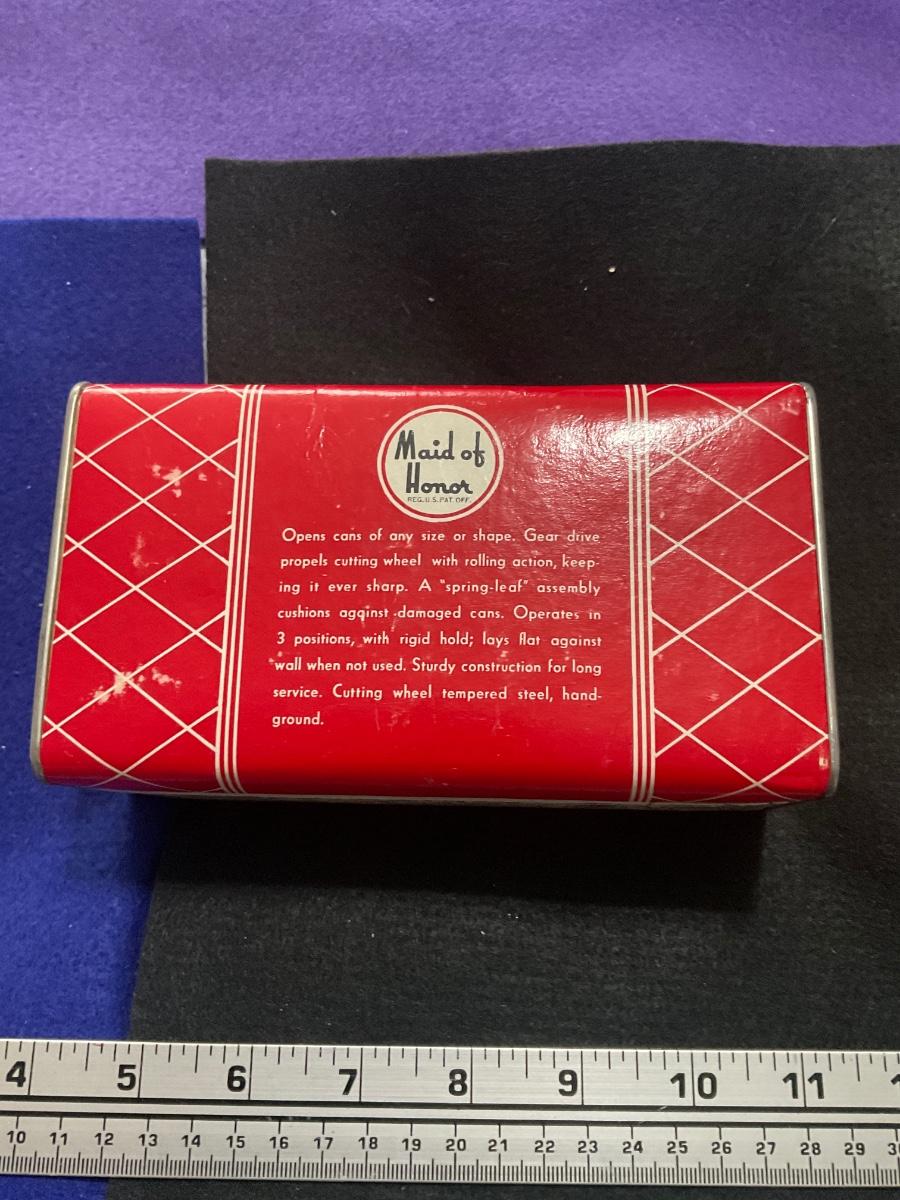 Maid of
Honor
REG. U.S. PAT. OFF.
Opens cans of any size or shape. Gear drive
propels cutting wheel with rolling action, keep-
ing it ever sharp. A "spring-leaf" assembly
cushions against damaged cans. Operates in
3 positions, with rigid hold; lays flat against
wall when not used. Sturdy construction for long
service. Cutting wheel tempered steel, hand-
ground.
4 5 6 7 8 9 10 11
10 11 12 13 14 15 16 17 18 19 20 21 22 23 24 25 26 27 28 29